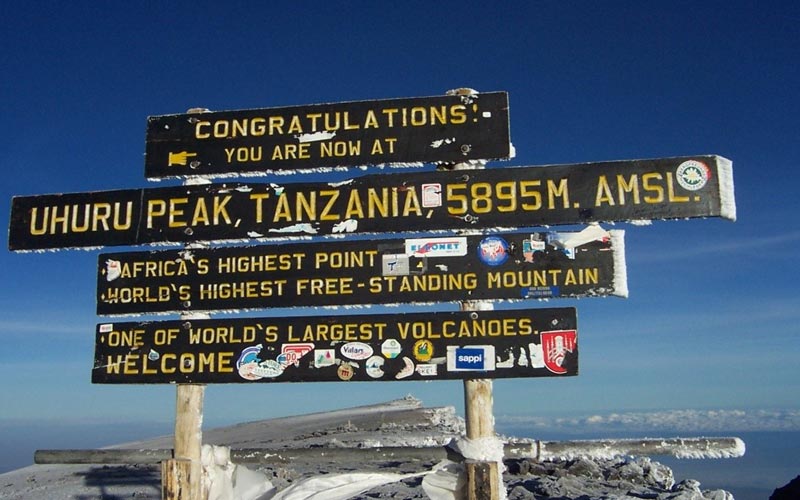 CONGRATULATIONS!
YOU ARE NOW AT
UHURU PEAK, TANZANIA, 5895M. AMSL.
AFRICA'S HIGHEST POINT
WORLD'S HIGHEST FREE-STANDING MOUNTAIN
ONE OF WORLD'S LARGEST VOLCANOES.
WELCOME
Valio
sappi